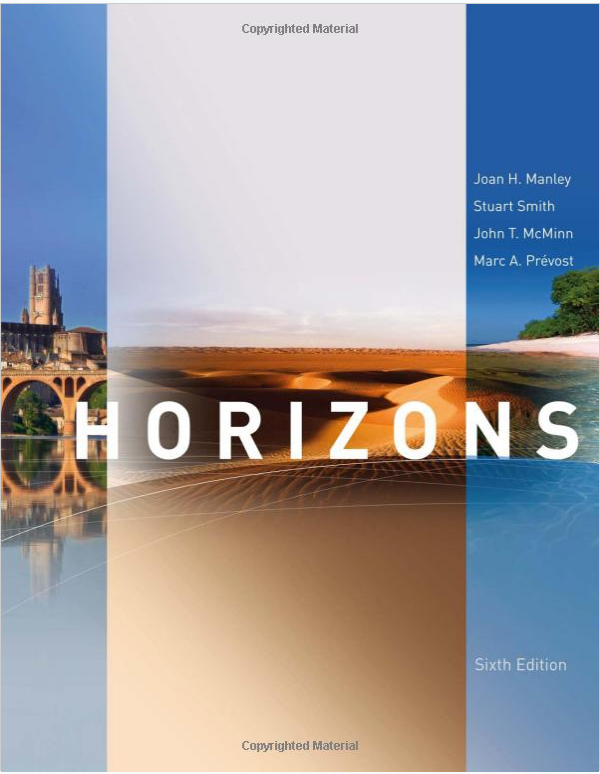 Copyrighted Material
Joan H. Manley
Stuart Smith
John T. McMinn
Marc A. Prévost
HORIZONS
Sixth Edition
Copyrighted Material